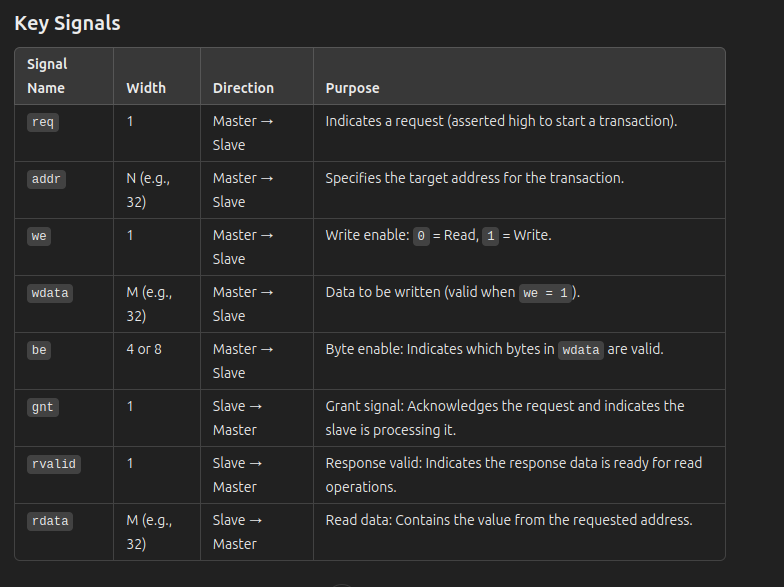 Key Signals
Signal
Name
Width
Direction
Purpose
req
1
Master →
Slave
Indicates a request (asserted high to start a transaction).
addr
N (e.g.,
32)
Master →
Slave
Specifies the target address for the transaction.
we
1
Master →
Slave
Write enable: 0 = Read, 1 = Write.
wdata
M (e.g.,
32)
Master →
Slave
Data to be written (valid when we = 1).
be
4 or 8
Master →
Slave
Byte enable: Indicates which bytes in wdata are valid.
gnt
1
Slave →
Master
Grant signal: Acknowledges the request and indicates the
slave is processing it.
rvalid
1
Slave →
Master
Response valid: Indicates the response data is ready for read
operations.
rdata
M (e.g.,
32)
Slave →
Master
Read data: Contains the value from the requested address.